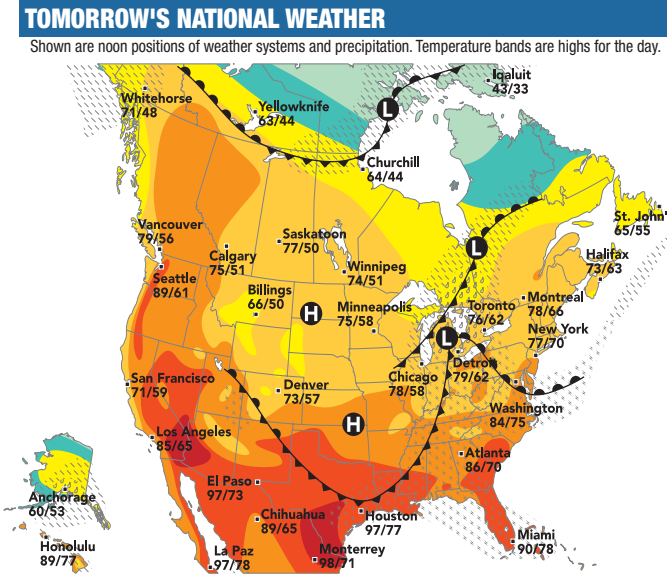 TOMORROW'S NATIONAL WEATHER
Shown are noon positions of weather systems and precipitation. Temperature bands are highs for the day.
Iqaluit
43/33
Whitehorse
71/48
Yellowknife
63/44
L
Churchill
64/44
Vancouver
79/56
Calgary
75/51
Saskatoon
77/50
Winnipeg
74/51
L
St. John'
65/55
Halifax
73/63
Seattle
89/61
Billings
66/50
H
Minneapolis
75/58
Toronto
76/62
Montreal
78/66
New York
77/70
L
San Francisco
71/59
Denver
73/57
Chicago
78/58
Detroit
79/62
Washington
84/75
H
Los Angeles
85/65
Atlanta
86/70
El Paso
97/73
Anchorage
60/53
Chihuahua
89/65
Houston
97/77
Miami
90/78
Honolulu
89/77
La Paz
97/78
Monterrey
98/71